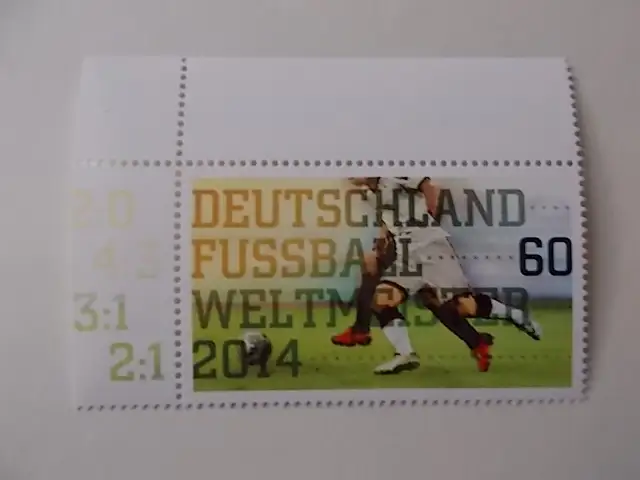 2:0
4:2
3:1
2:1
DEUTSCHLAND
FUSSBALL
60
WELTMEISTER
2014